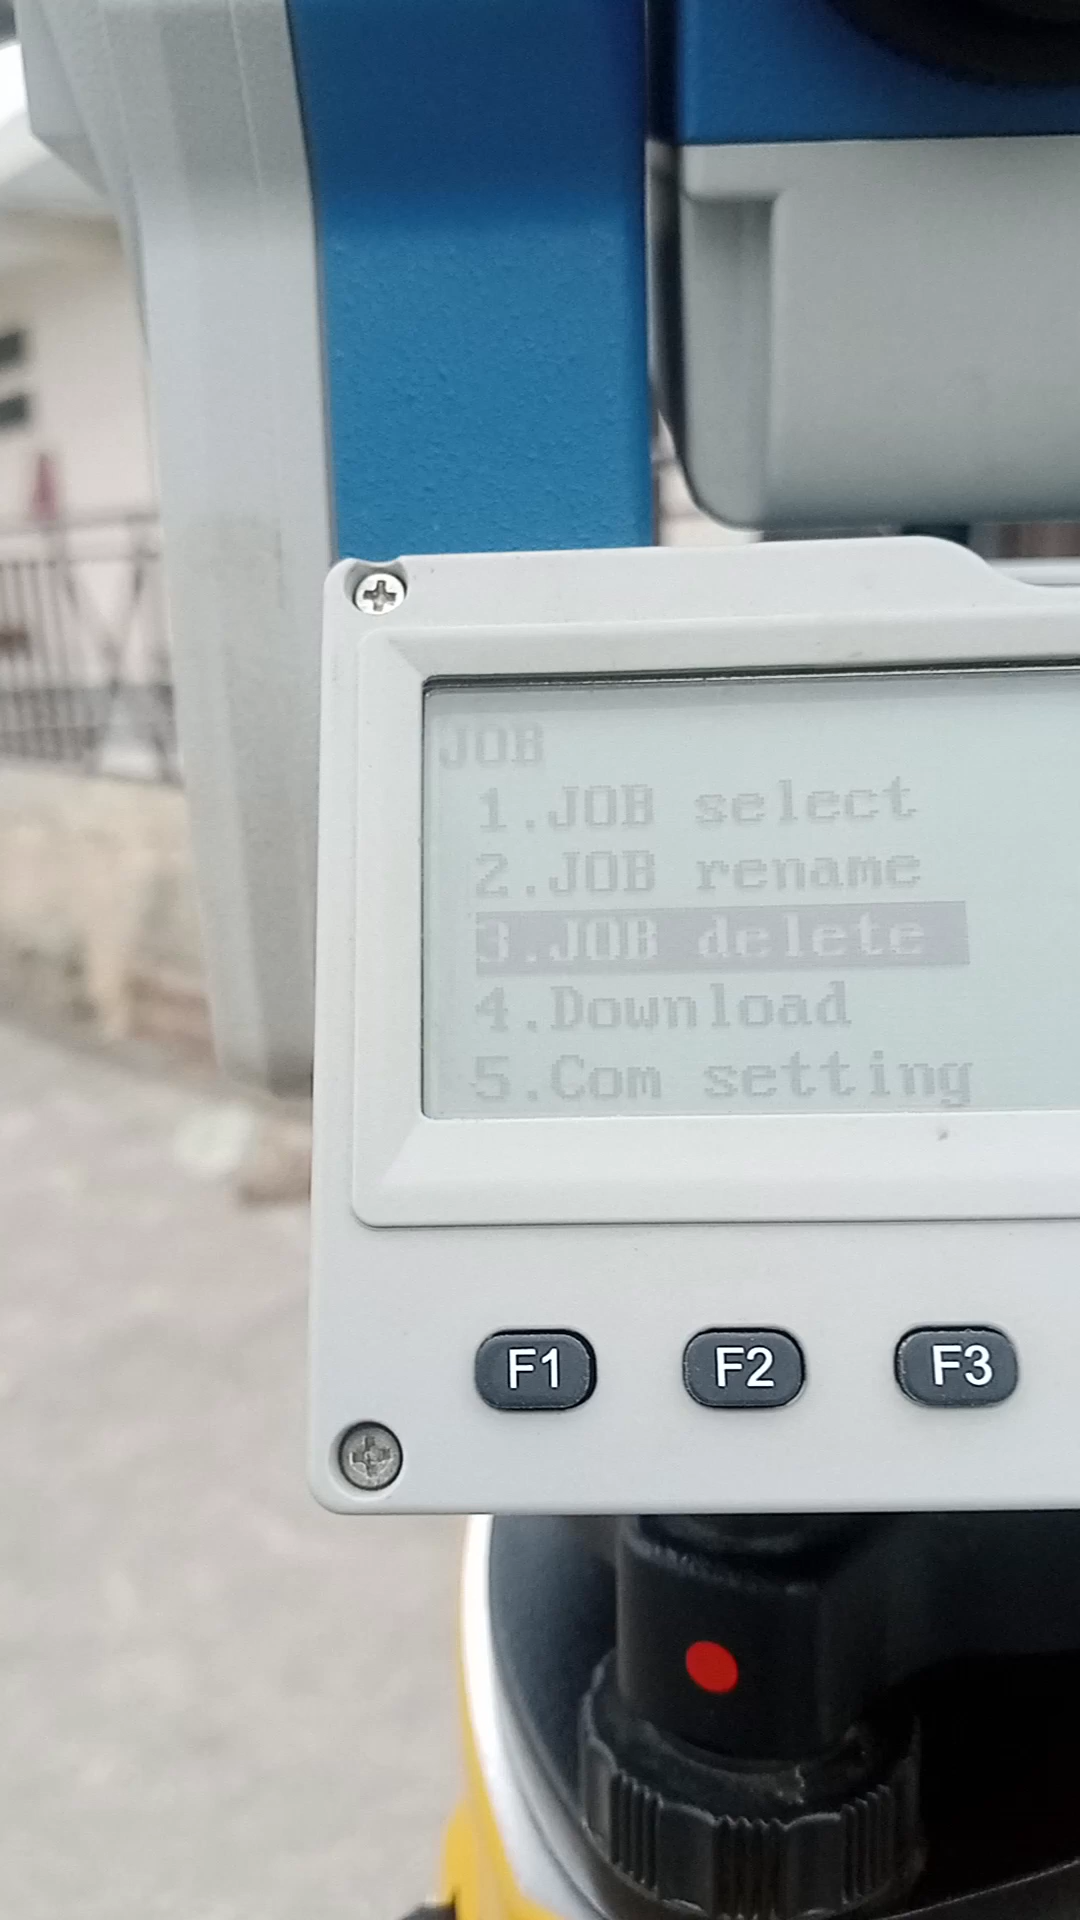 JOB
1.JOB select
2.JOB rename
3.JOB delete
4.Download
5.Com setting
F1 F2 F3